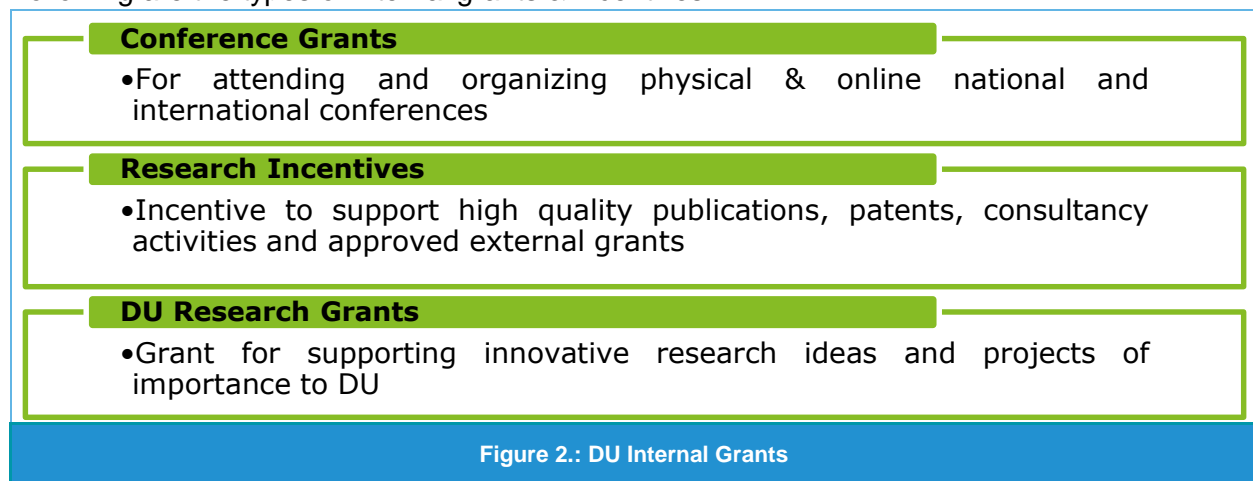 Conference Grants
•For attending and organizing physical & online national and
international conferences
Research Incentives
•Incentive to support high quality publications, patents, consultancy
activities and approved external grants
DU Research Grants
•Grant for supporting innovative research ideas and projects of
importance to DU
Figure 2.: DU Internal Grants